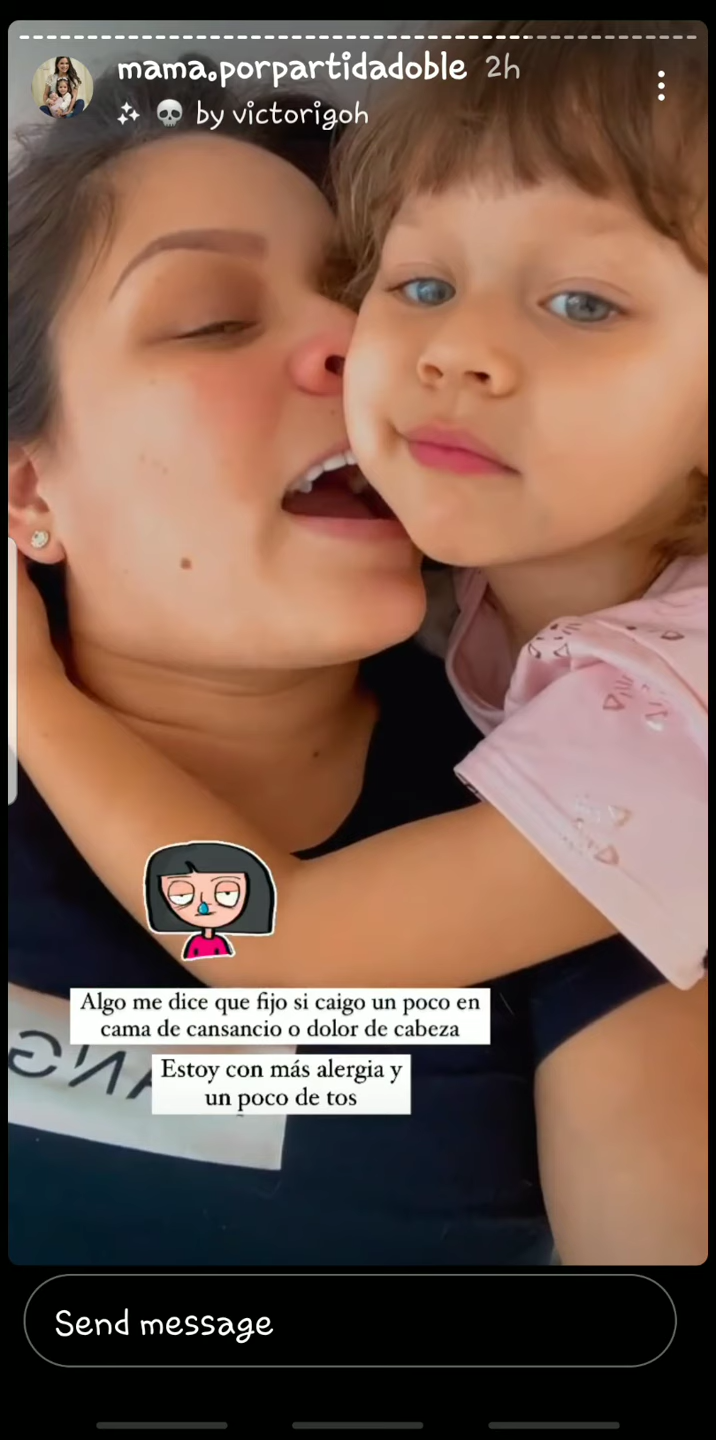 mama.porpartidadoble 2h
by victorigoh
Algo me dice que fijo si caigo un poco en
cama de cansancio o dolor de cabeza
Estoy con más alergia y
un poco de tos
Send message